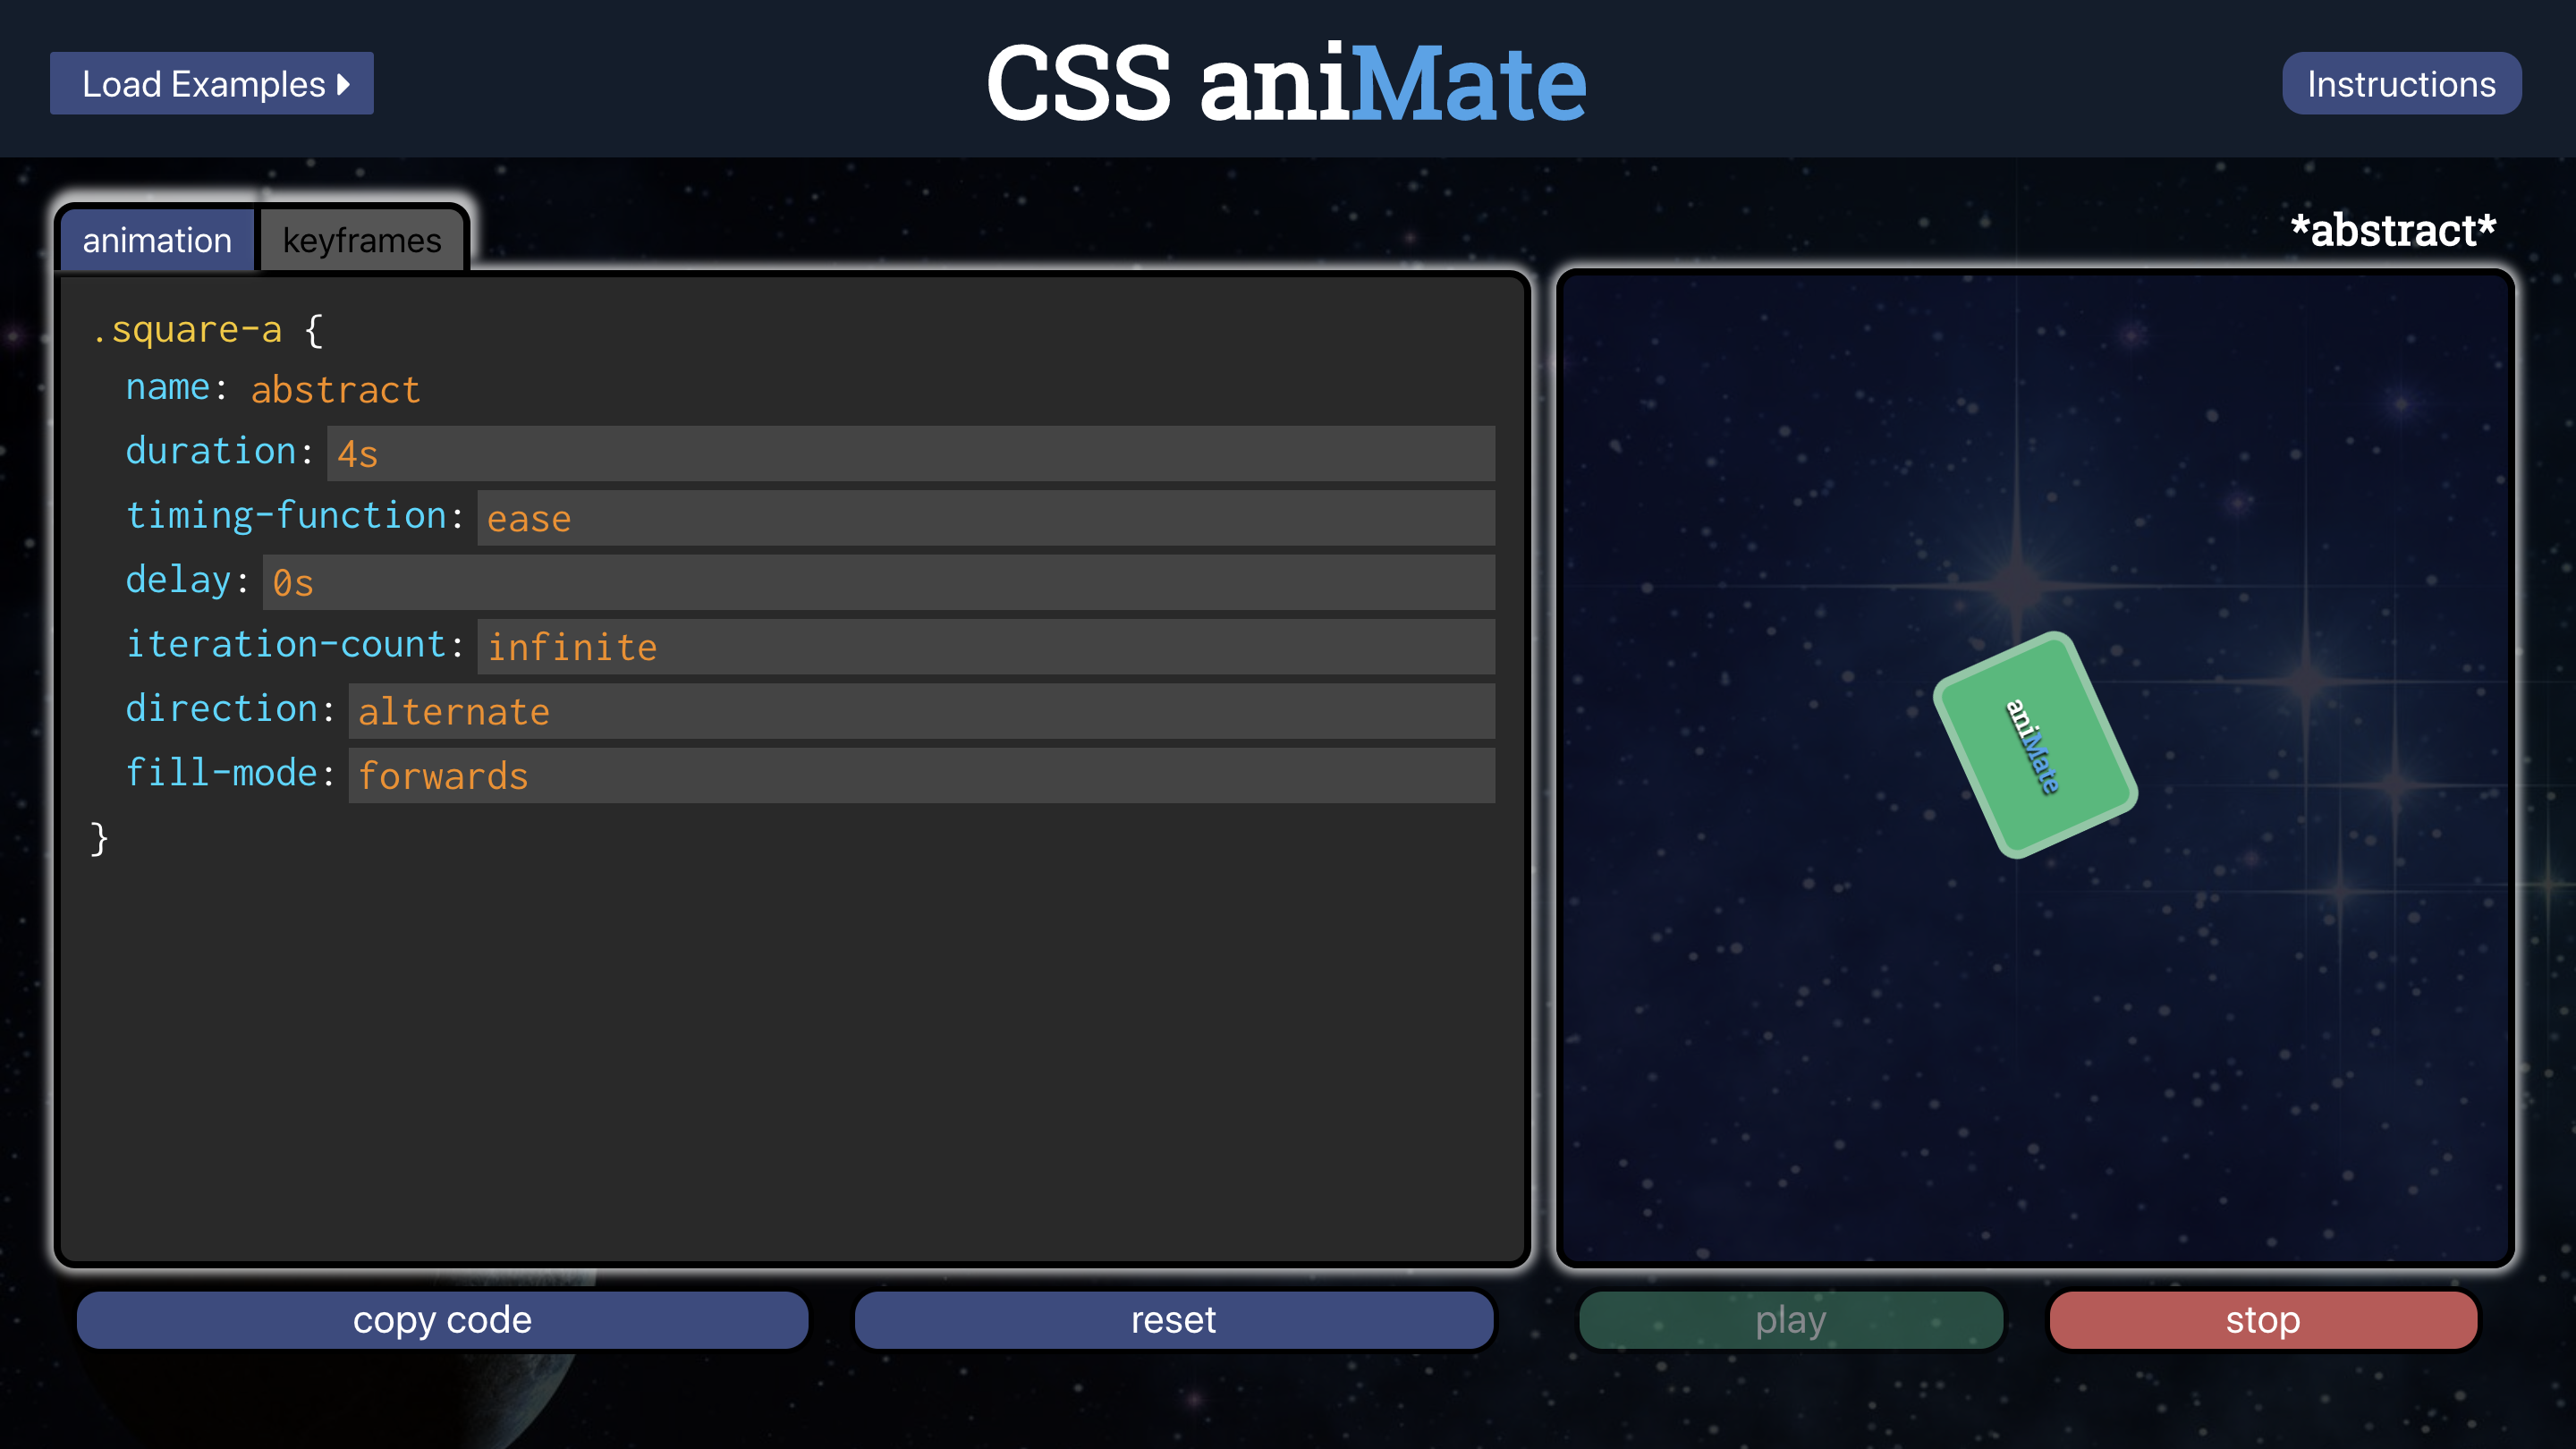 Load Examples
CSS aniMate
Instructions
animation
keyframes
*abstract*
.square-a {
name: abstract
duration: 4s
timing-function: ease
delay: 0s
iteration-count: infinite
direction: alternate
fill-mode: forwards
}
aniMate
copy code
reset
play
stop